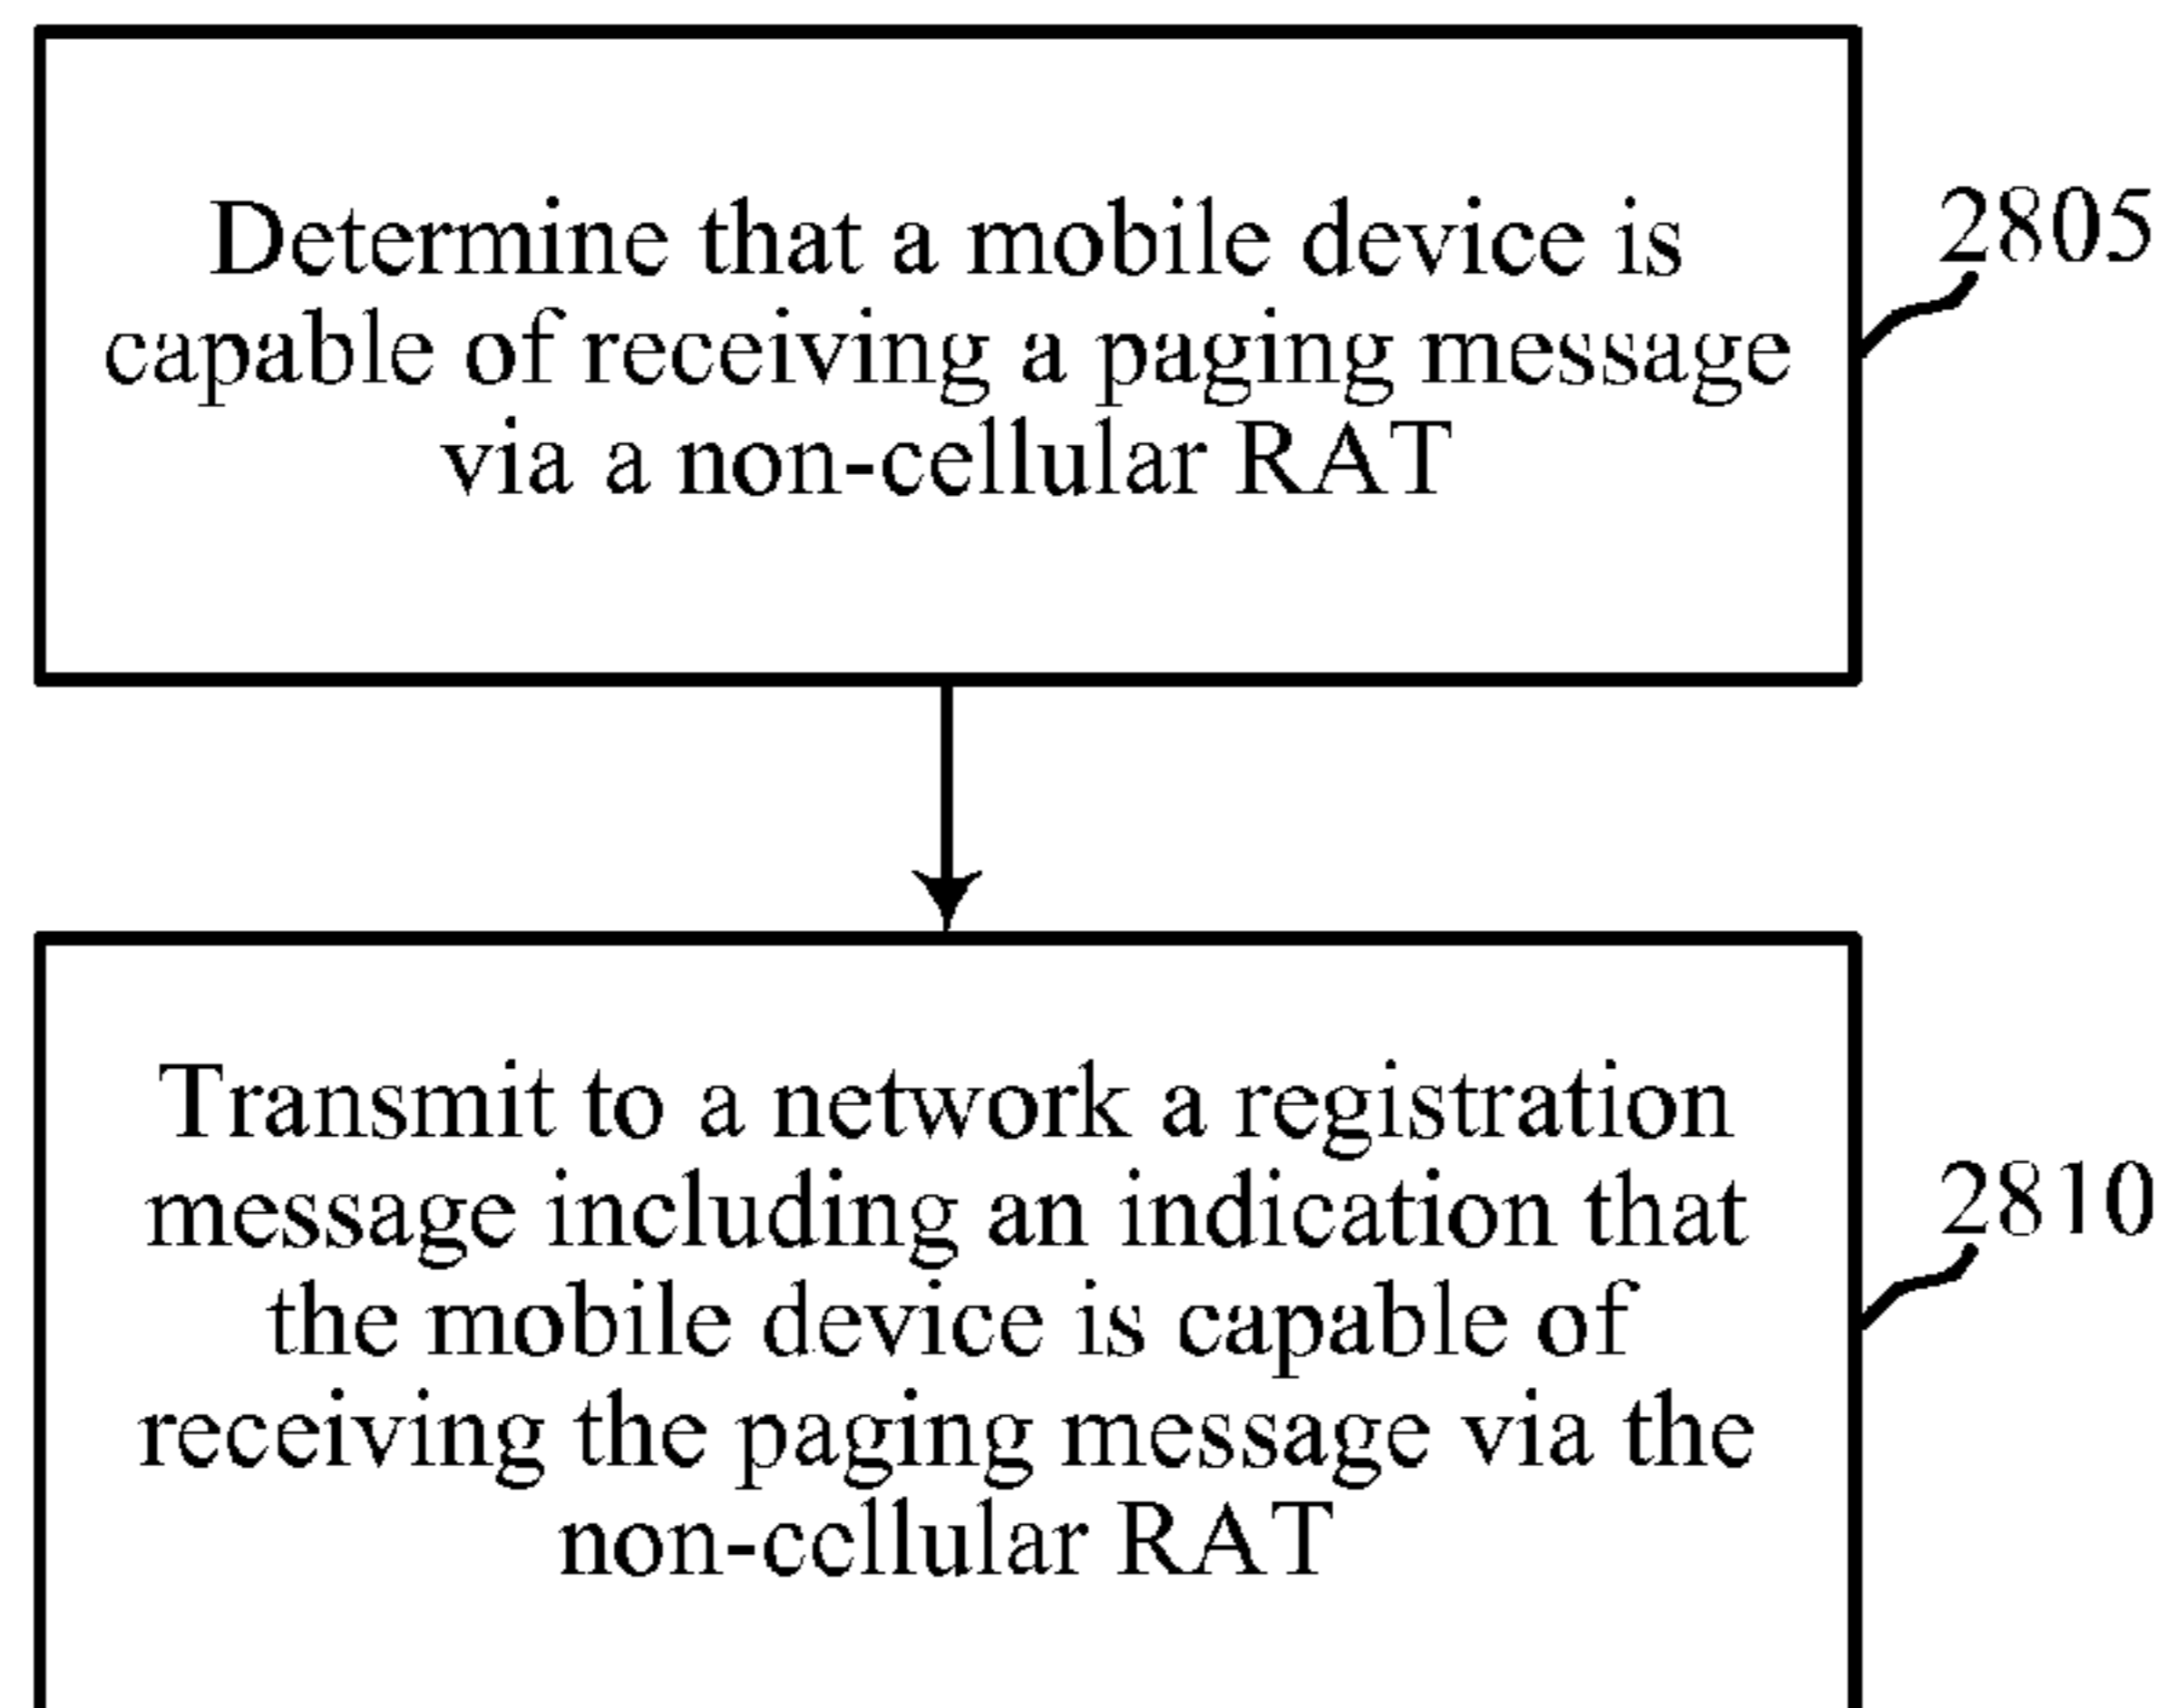 Determine that a mobile device is
capable of receiving a paging message
via a non-cellular RAT
2805
Transmit to a network a registration
message including an indication that
the mobile device is capable of
receiving the paging message via the
non-cellular RAT
2810